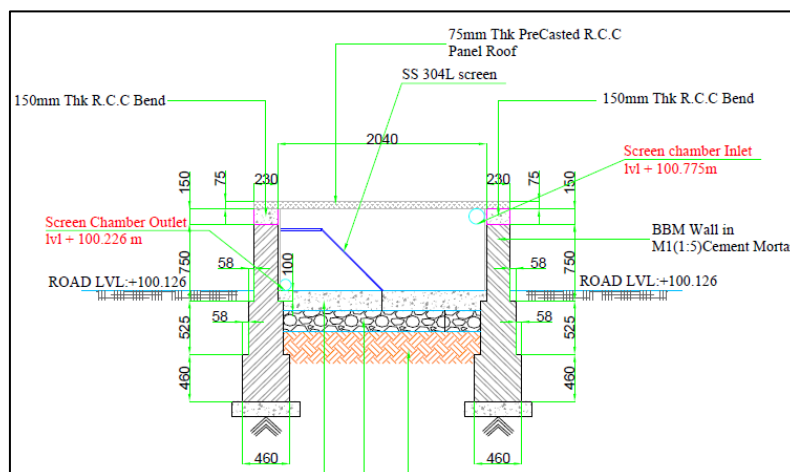 75mm Thk PreCasted R.C.C
Panel Roof
SS 304L screen
150mm Thk R.C.C Bend
150mm Thk R.C.C Bend
2040
Screen chamber Inlet
lvl + 100.775m
150
75
230
230
75
150
Screen Chamber Outlet
lvl + 100.226 m
BBM Wall in
M1(1:5)Cement Morta
750
58
100
58
750
ROAD LVL:+100.126
ROAD LVL:+100.126
525
58
58
525
460
460
460
460